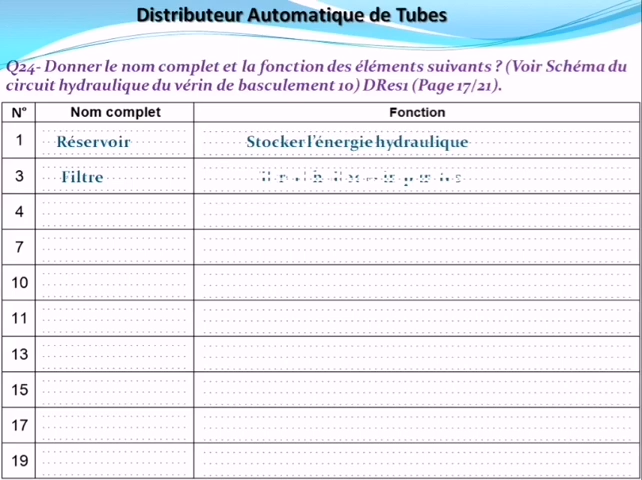 Distributeur Automatique de Tubes
Q24- Donner le nom complet et la fonction des éléments suivants ? (Voir Schéma du
circuit hydraulique du vérin de basculement 10) DRes1 (Page 17/21).
N° Nom complet Fonction
1 Réservoir Stocker l'énergie hydraulique
3 Filtre
4
7
10
11
13
15
17
19